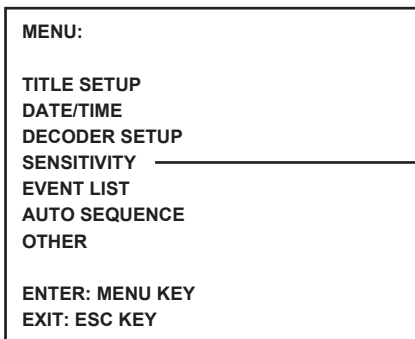 MENU:
TITLE SETUP
DATE/TIME
DECODER SETUP
SENSITIVITY
EVENT LIST
AUTO SEQUENCE
OTHER
ENTER: MENU KEY
EXIT: ESC KEY